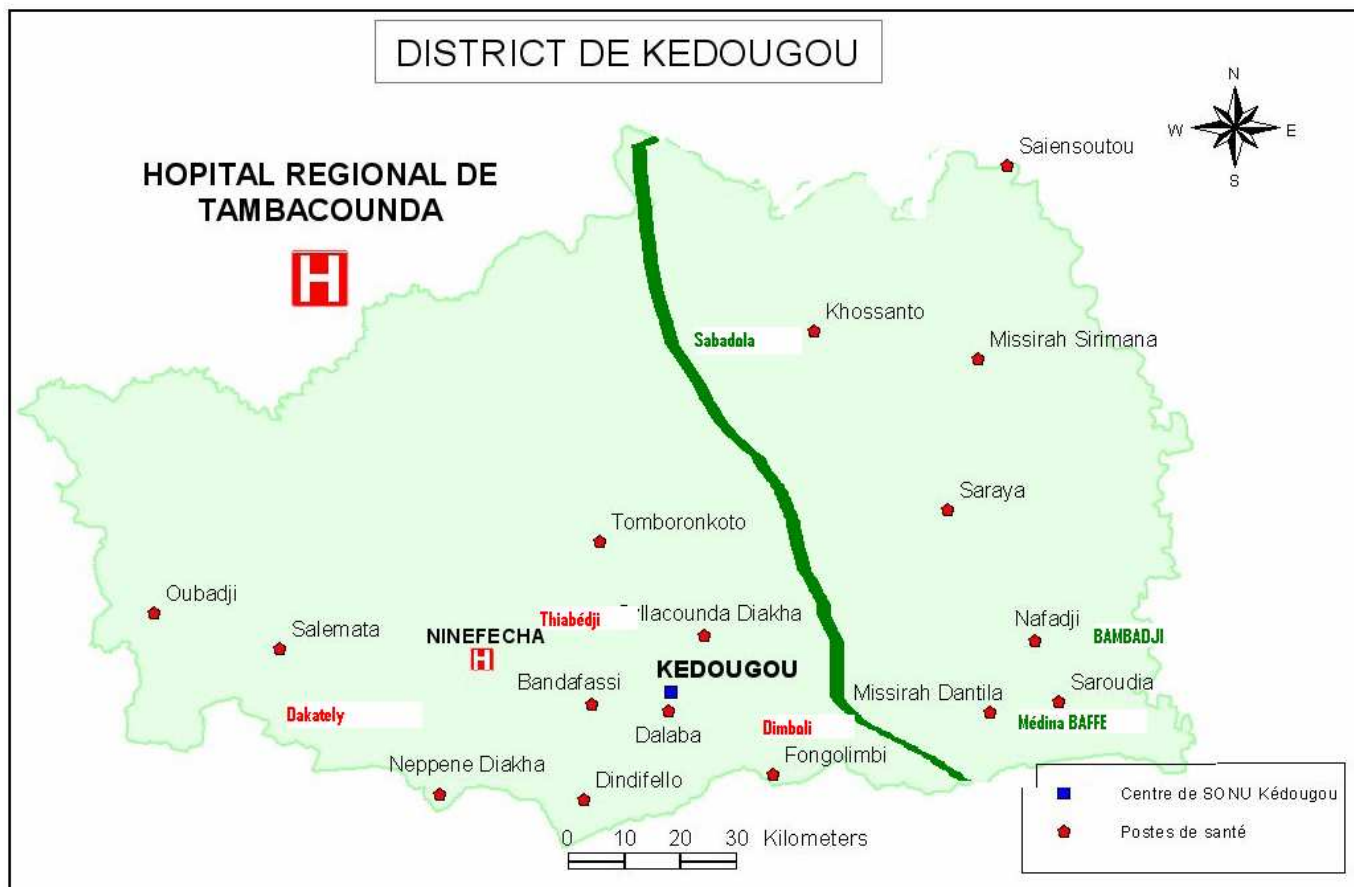 DISTRICT DE KEDOUGOU
N
W
E
S
HOPITAL REGIONAL DE
TAMBACOUNDA
H
Saiensoutou
Khossanto
Sabadola
Missirah Sirimana
Saraya
Tomboronkoto
Oubadji
Thiabédji
Diakha
Salemata
NINEFECHA
H
Nafadji
BAMBADJI
KEDOUGOU
Bandafassi
Missirah Dantila
Saroudia
Dakately
Dalaba
Dimboli
Médina BAFFE
Neppene Diakha
Dindifello
Fongolimbi
0 10 20 30 Kilometers
Centre de SONU Kédougou
Postes de santé